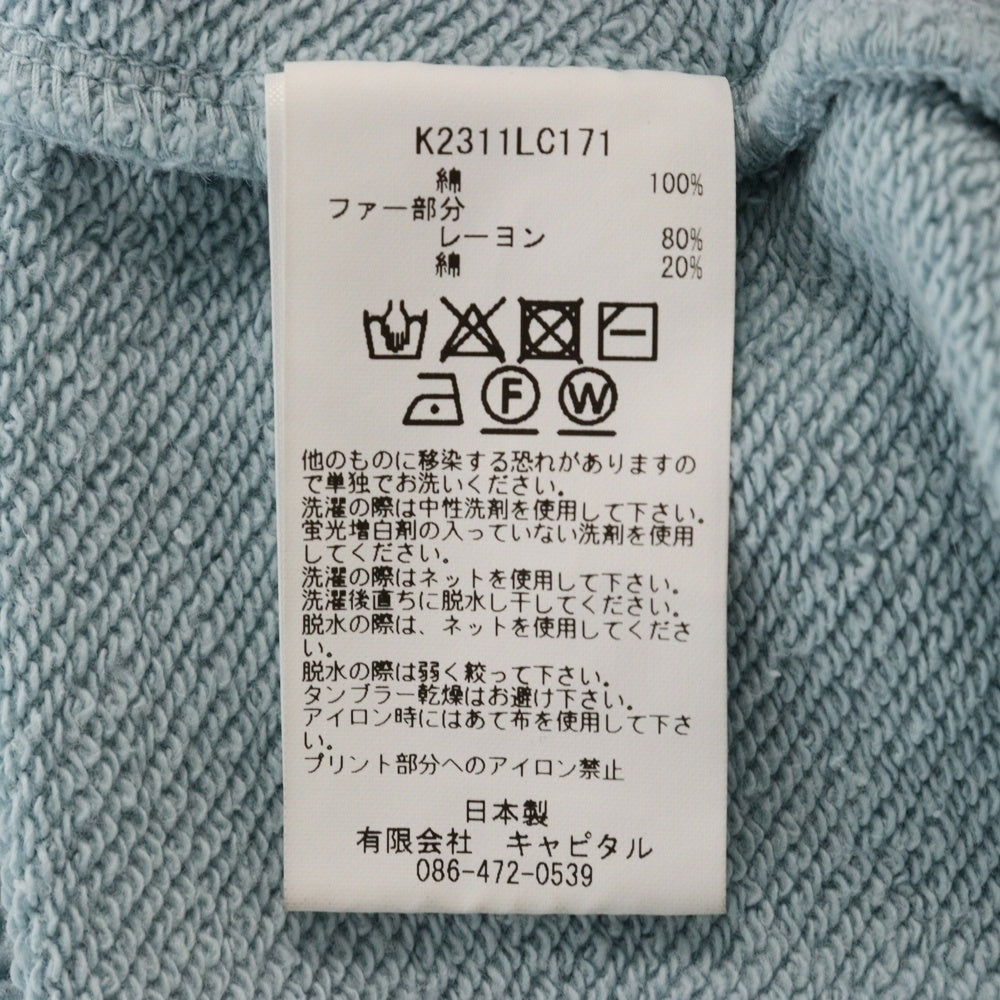 K2311LC171
綿 100%
ファー部分
レーヨン 80%
綿 20%
F W
他のものに移染する恐れがありますの
で単独でお洗いください。
洗濯の際は中性洗剤を使用して下さい。
蛍光増白剤の入っていない洗剤を使用
してください。
洗濯の際はネットを使用して下さい。
洗濯後直ちに脱水し干してください。
脱水の際は、ネットを使用してくださ
い。
脱水の際は弱く絞って下さい。
タンブラー乾燥はお避け下さい。
アイロン時にはあて布を使用して下さ
い。
プリント部分へのアイロン禁止
日本製
有限会社 キャピタル
086-472-0539